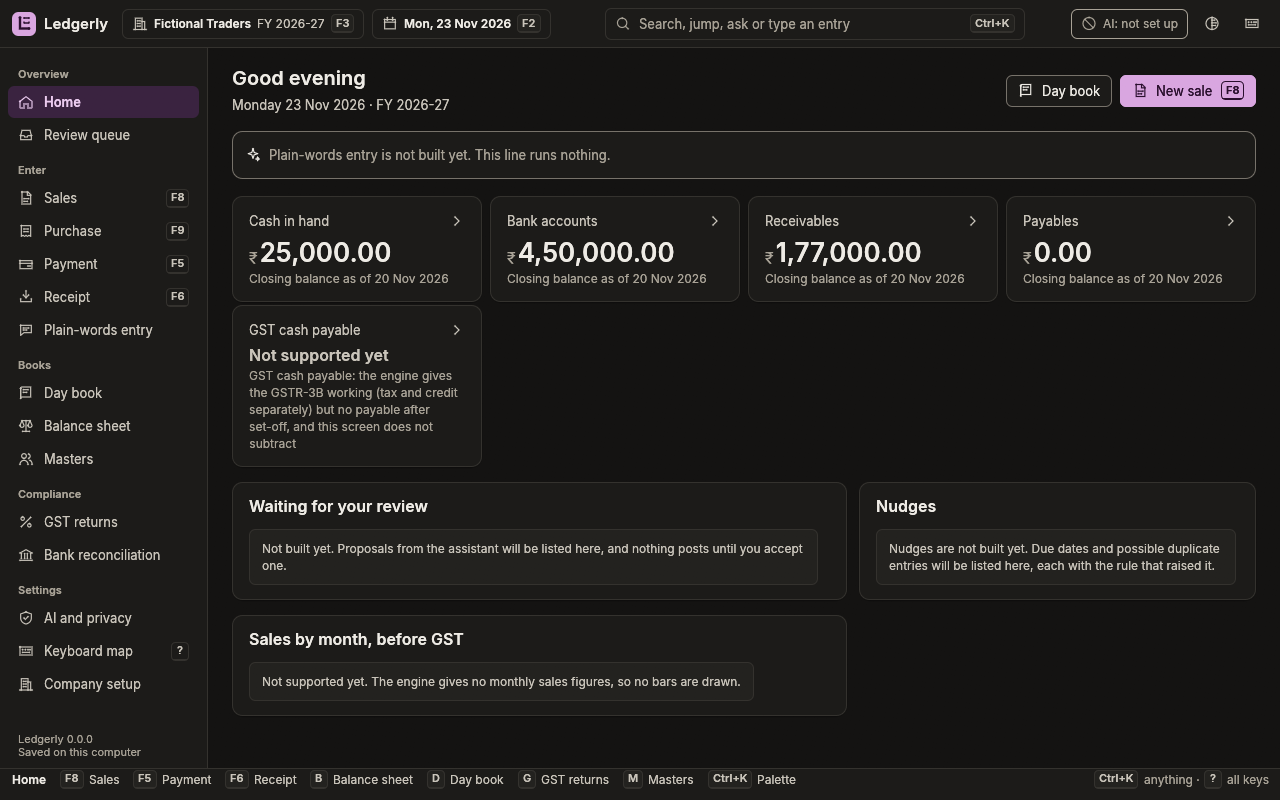 Ledgerly
Fictional Traders FY 2026-27 F3
Mon, 23 Nov 2026 F2
Search, jump, ask or type an entry Ctrl+K
AI: not set up
Overview
Home
Review queue
Enter
Sales F8
Purchase F9
Payment F5
Receipt F6
Plain-words entry
Books
Day book
Balance sheet
Masters
Compliance
GST returns
Bank reconciliation
Settings
AI and privacy
Keyboard map ?
Company setup
Ledgerly 0.0.0
Saved on this computer
Good evening
Monday 23 Nov 2026 · FY 2026-27
Day book
New sale F8
Plain-words entry is not built yet. This line runs nothing.
Cash in hand
₹25,000.00
Closing balance as of 20 Nov 2026
Bank accounts
₹4,50,000.00
Closing balance as of 20 Nov 2026
Receivables
₹1,77,000.00
Closing balance as of 20 Nov 2026
Payables
₹0.00
Closing balance as of 20 Nov 2026
GST cash payable
Not supported yet
GST cash payable: the engine gives
the GSTR-3B working (tax and credit
separately) but no payable after
set-off, and this screen does not
subtract
Waiting for your review
Not built yet. Proposals from the assistant will be listed here, and nothing posts until you accept
one.
Nudges
Nudges are not built yet. Due dates and possible duplicate
entries will be listed here, each with the rule that raised it.
Sales by month, before GST
Not supported yet. The engine gives no monthly sales figures, so no bars are drawn.
Home F8 Sales F5 Payment F6 Receipt B Balance sheet D Day book G GST returns M Masters Ctrl+K Palette
Ctrl+K anything · ? all keys